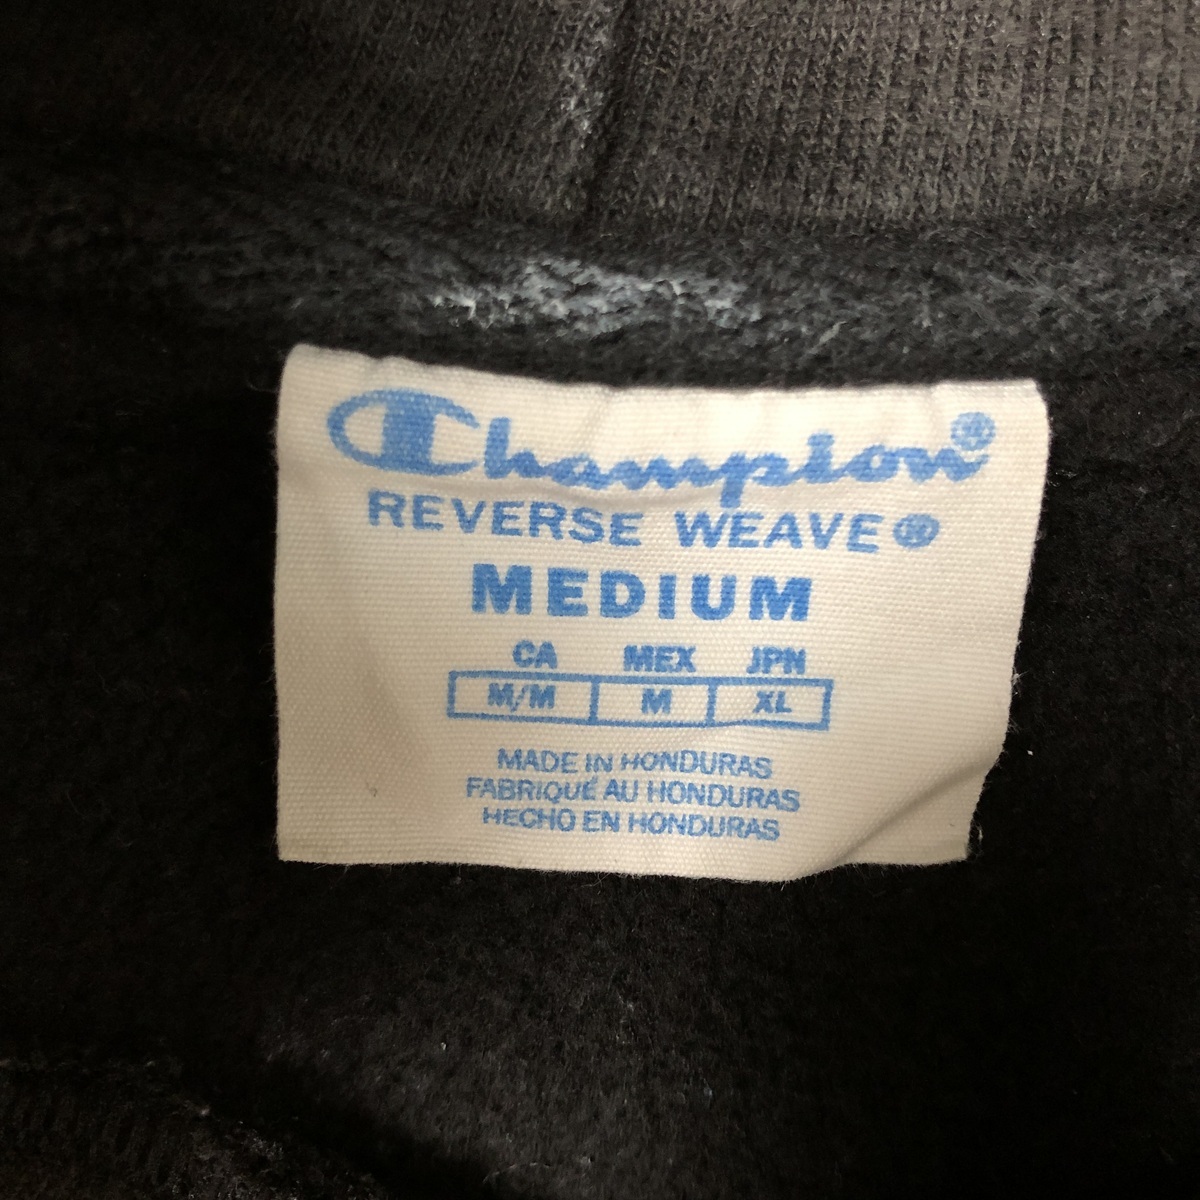 Champion®
REVERSE WEAVE®
MEDIUM
CA MEX JPN
M/M M XL
MADE IN HONDURAS
FABRIQUÉ AU HONDURAS
HECHO EN HONDURAS